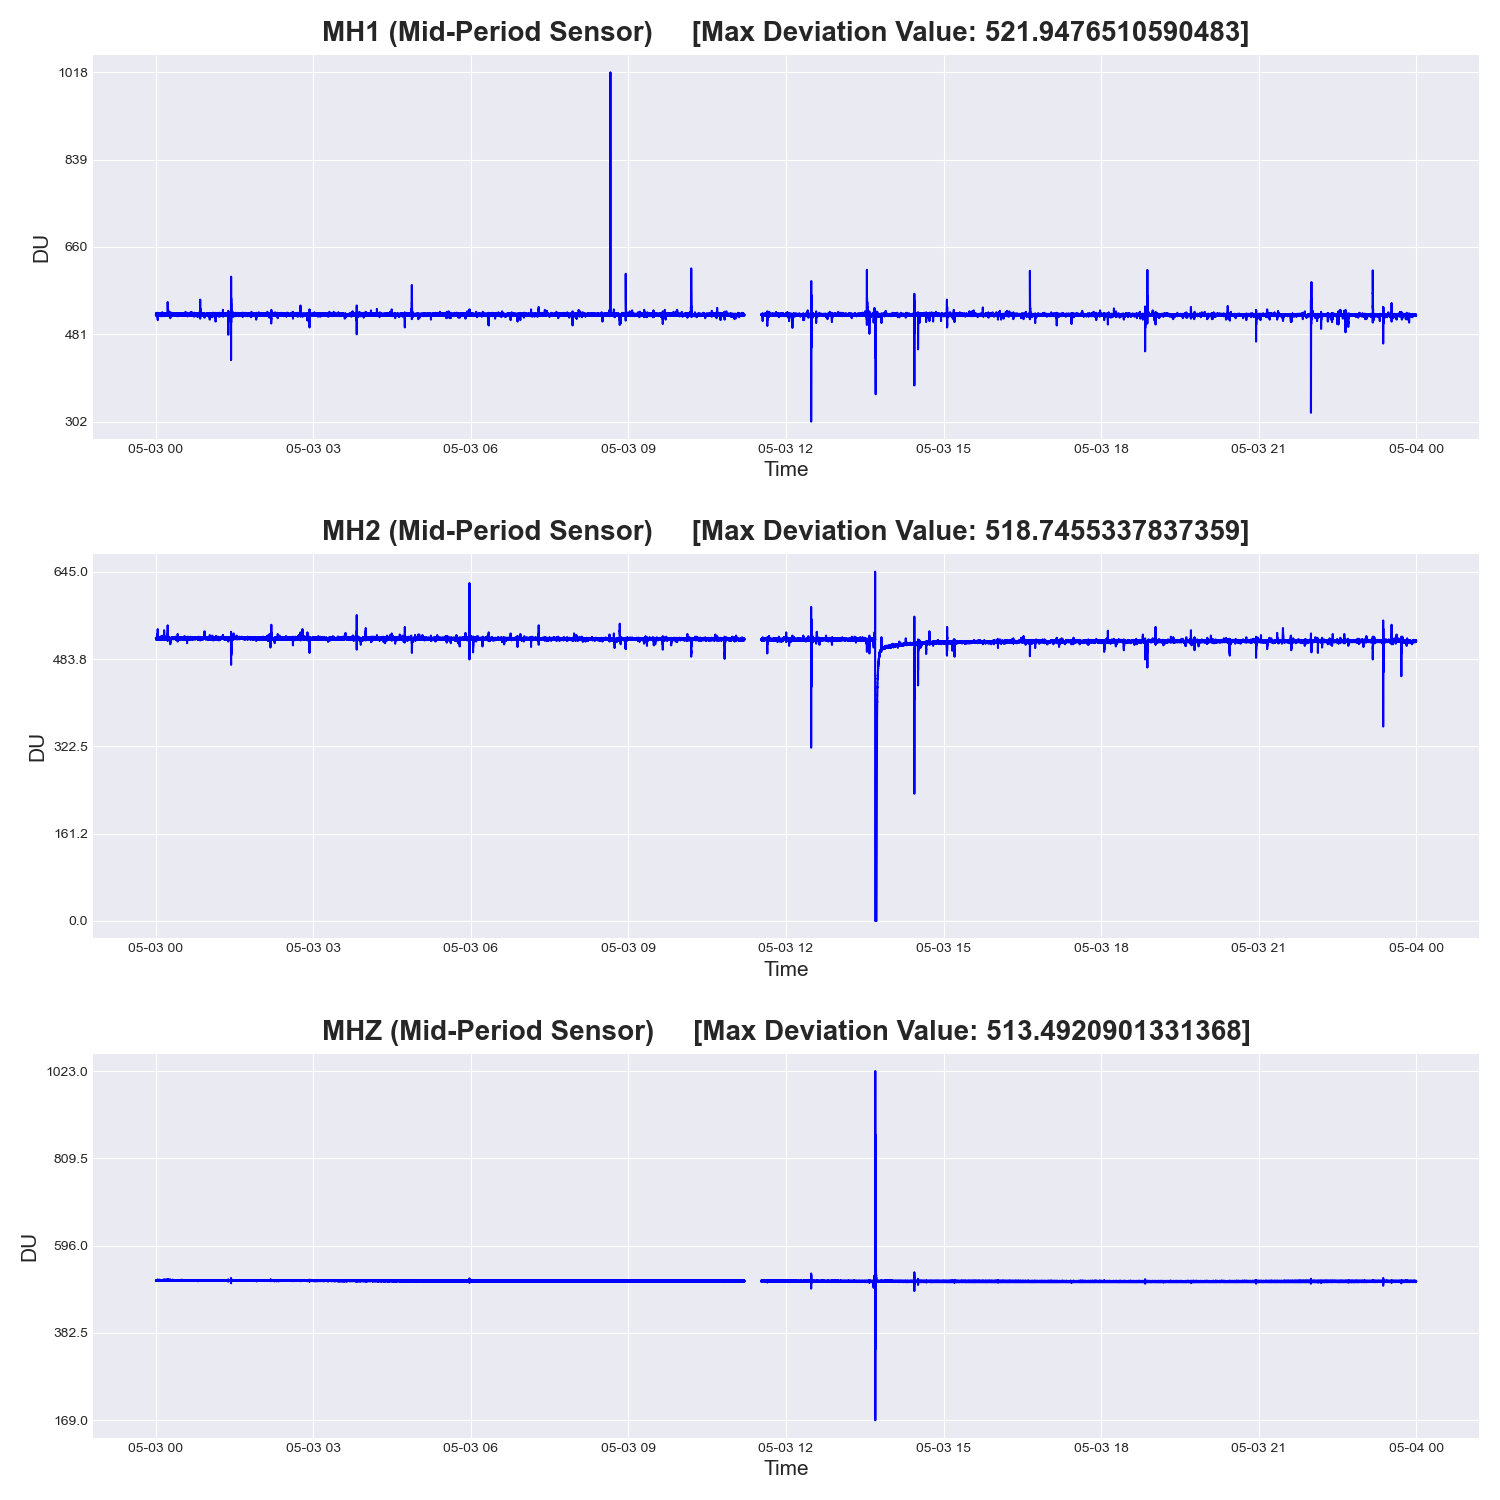 MH1 (Mid-Period Sensor) [Max Deviation Value: 521.9476510590483]
1018
839
660
481
302
DU
05-03 00 05-03 03 05-03 06 05-03 09 05-03 12 05-03 15 05-03 18 05-03 21 05-04 00
Time
MH2 (Mid-Period Sensor) [Max Deviation Value: 518.7455337837359]
645.0
483.8
322.5
161.2
0.0
DU
05-03 00 05-03 03 05-03 06 05-03 09 05-03 12 05-03 15 05-03 18 05-03 21 05-04 00
Time
MHZ (Mid-Period Sensor) [Max Deviation Value: 513.4920901331368]
1023.0
809.5
596.0
382.5
169.0
DU
05-03 00 05-03 03 05-03 06 05-03 09 05-03 12 05-03 15 05-03 18 05-03 21 05-04 00
Time